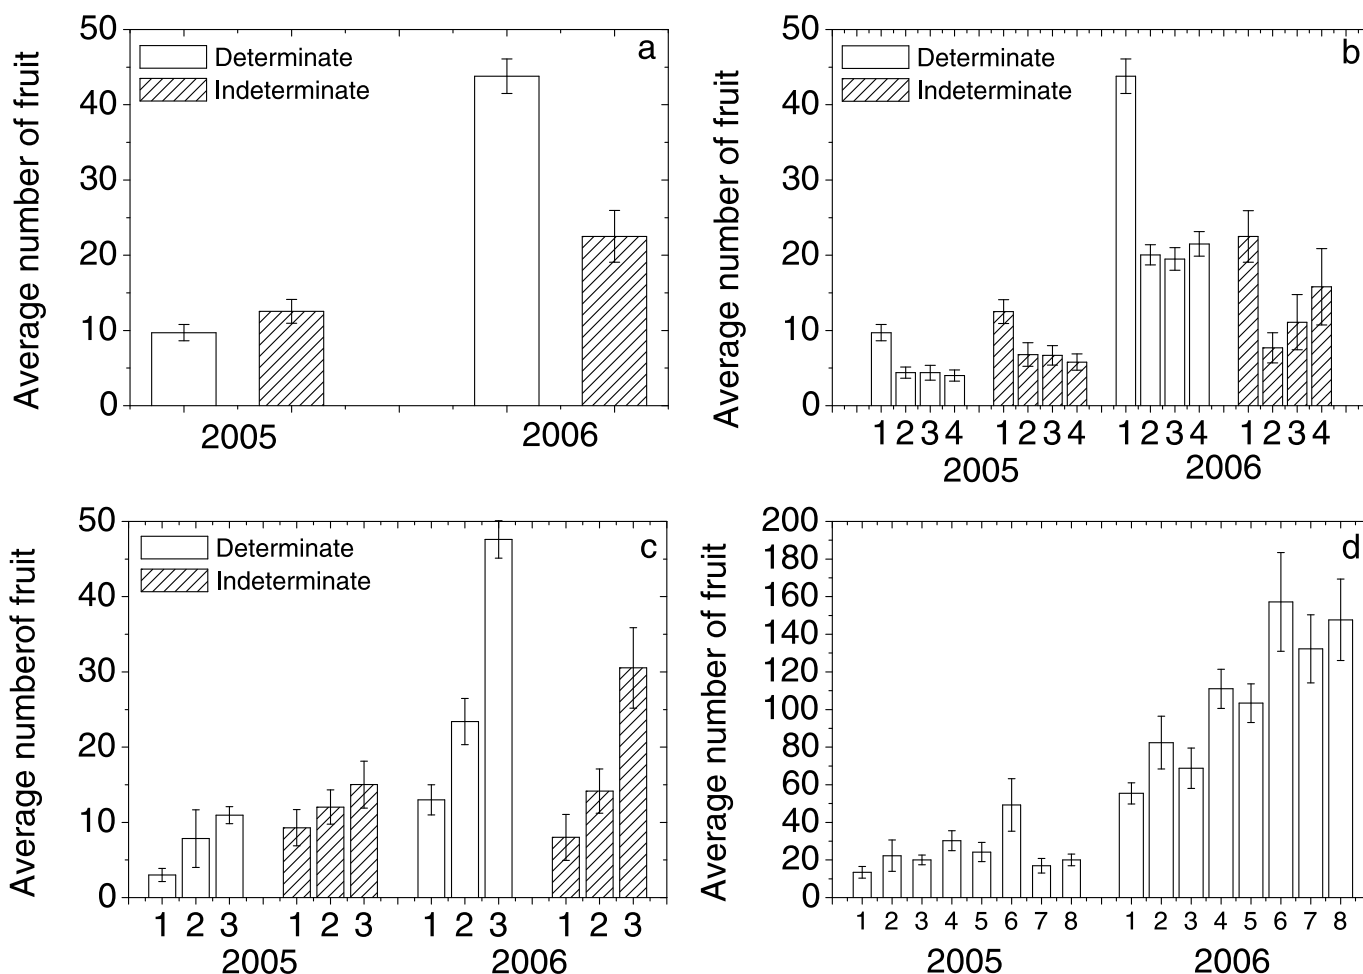 a
Average number of fruit
50
40
30
20
10
0
Determinate
Indeterminate
2005
2006
b
Average number of fruit
50
40
30
20
10
0
Determinate
Indeterminate
1 2 3 4 1 2 3 4 1 2 3 4 1 2 3 4
2005
2006
c
Average numberof fruit
50
40
30
20
10
0
Determinate
Indeterminate
1 2 3 1 2 3 1 2 3 1 2 3
2005
2006
d
Average number of fruit
200
180
160
140
120
100
80
60
40
20
0
1 2 3 4 5 6 7 8 1 2 3 4 5 6 7 8
2005
2006